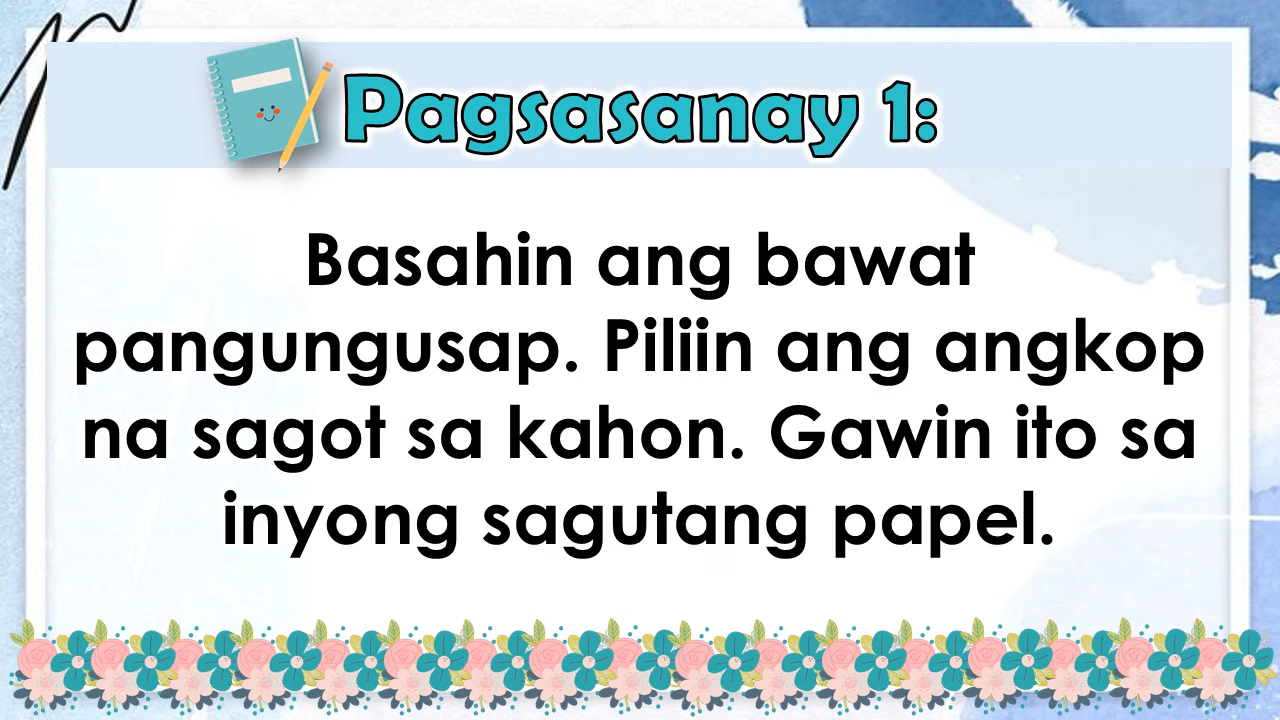 Pagsasanay 1:
Basahin ang bawat
pangungusap. Piliin ang angkop
na sagot sa kahon. Gawin ito sa
inyong sagutang papel.